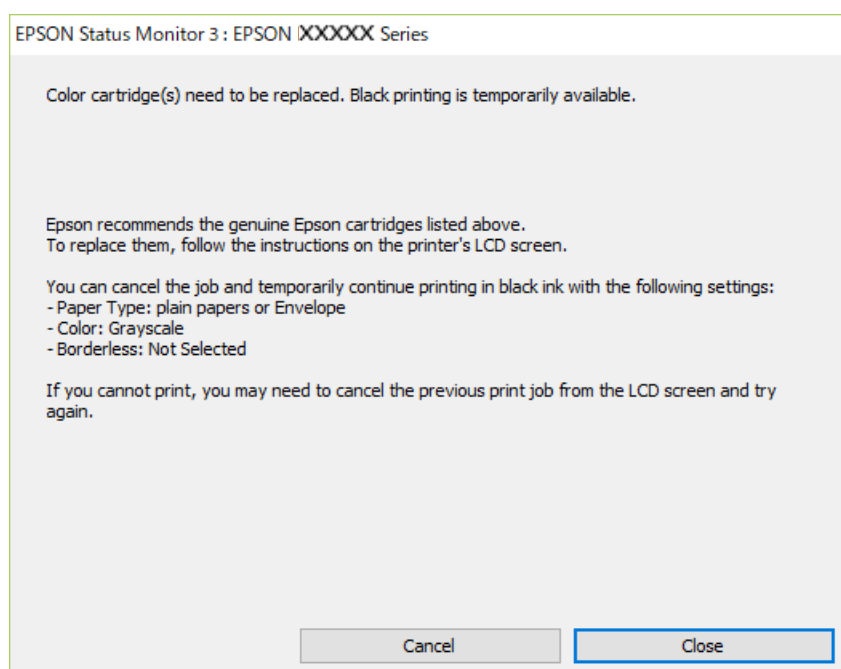 EPSON Status Monitor 3 : EPSON XXXXX Series
Color cartridge(s) need to be replaced. Black printing is temporarily available.
Epson recommends the genuine Epson cartridges listed above.
To replace them, follow the instructions on the printer's LCD screen.
You can cancel the job and temporarily continue printing in black ink with the following settings:
- Paper Type: plain papers or Envelope
- Color: Grayscale
- Borderless: Not Selected
If you cannot print, you may need to cancel the previous print job from the LCD screen and try
again.
Cancel
Close